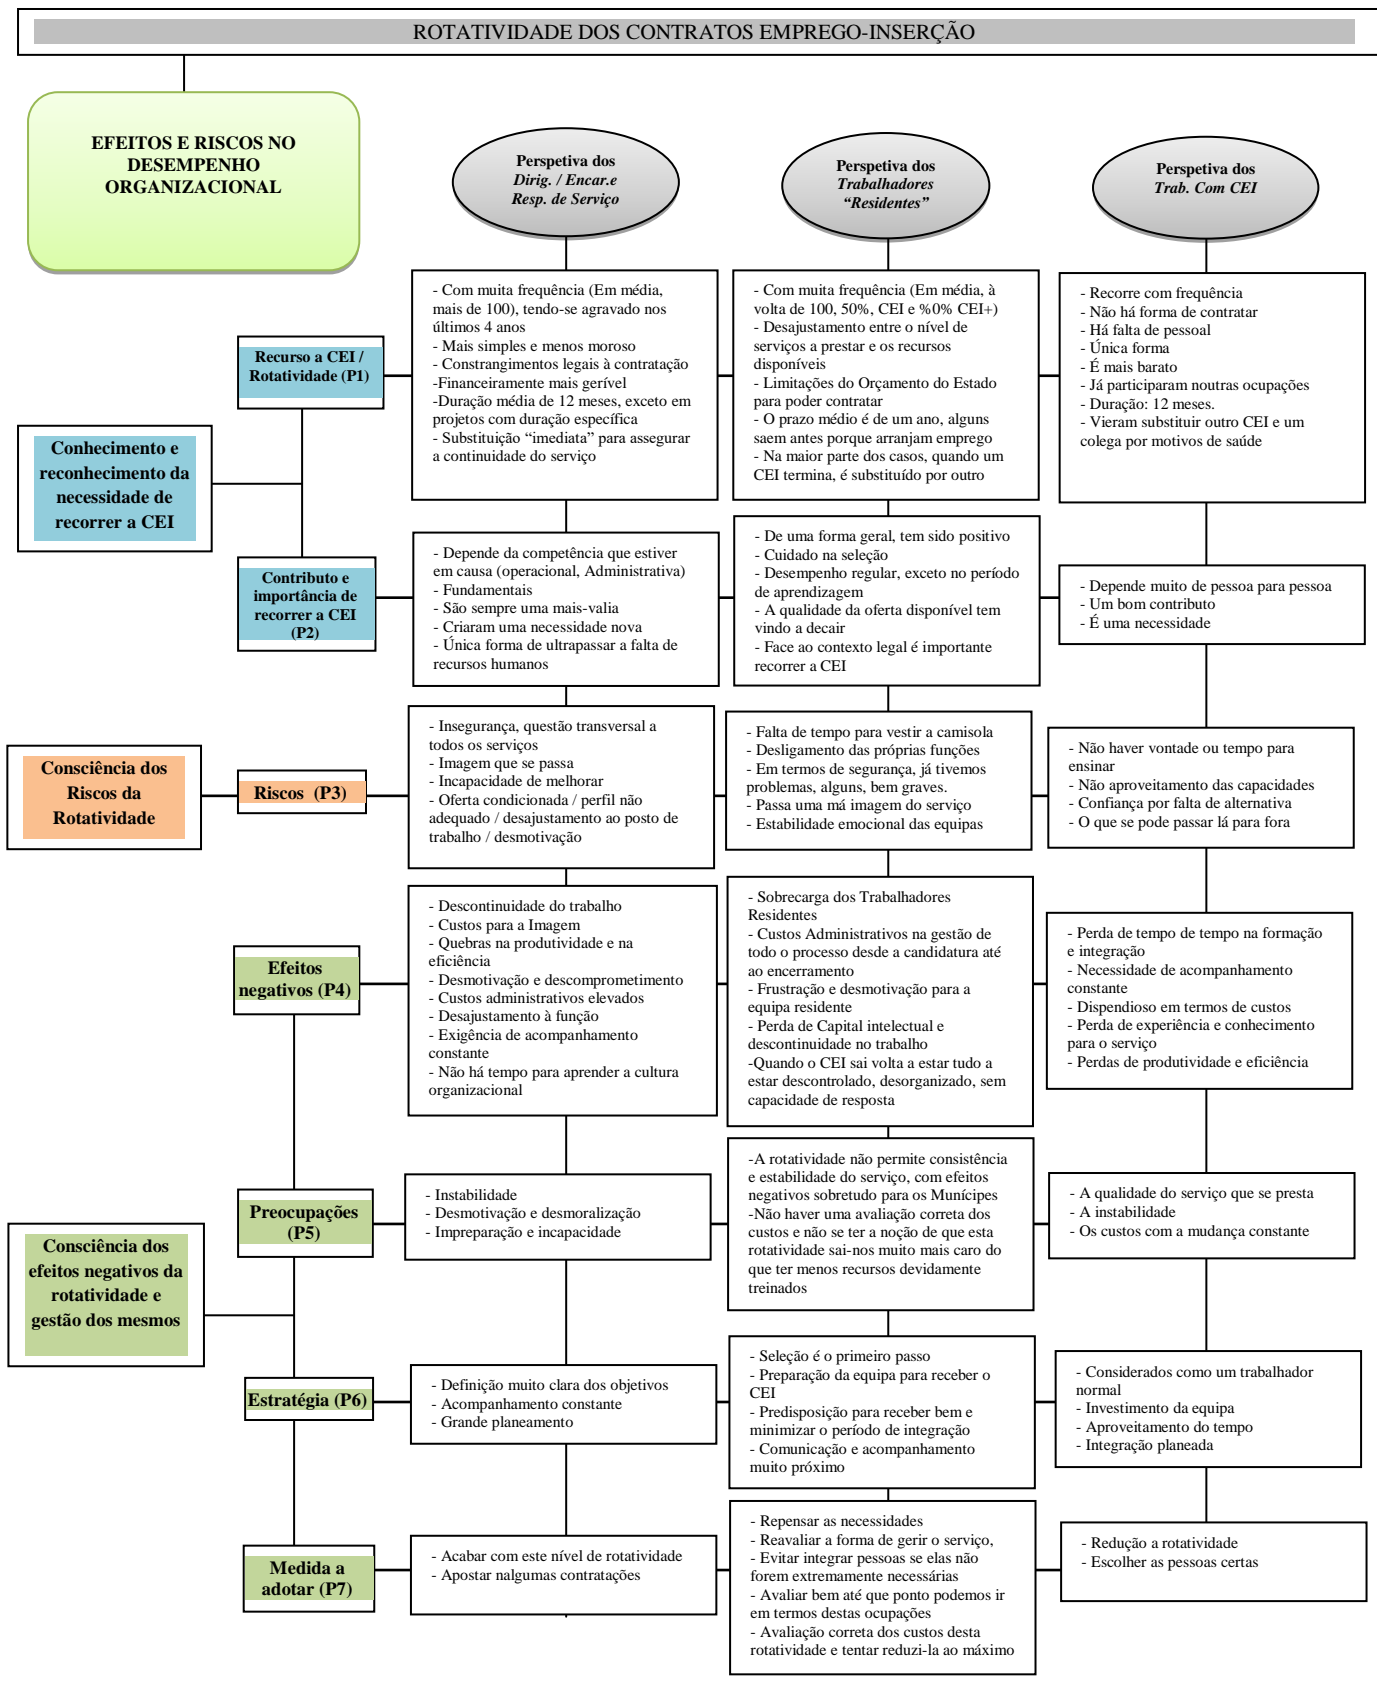 ROTATIVIDADE DOS CONTRATOS EMPREGO-INSERÇÃO
EFEITOS E RISCOS NO
DESEMPENHO
ORGANIZACIONAL
Perspetiva dos
Dirig. / Encar.e
Resp. de Serviço
Perspetiva dos
Trabalhadores
“Residentes”
Perspetiva dos
Trab. Com CEI
Conhecimento e
reconhecimento da
necessidade de
recorrer a CEI
Recurso a CEI /
Rotatividade (P1)
- Com muita frequência (Em média,
mais de 100), tendo-se agravado nos
últimos 4 anos
- Mais simples e menos moroso
- Constrangimentos legais à contratação
-Financeiramente mais gerível
-Duração média de 12 meses, exceto em
projetos com duração específica
- Substituição “imediata” para assegurar
a continuidade do serviço
- Com muita frequência (Em média, à
volta de 100, 50%, CEI e %0% CEI+)
- Desajustamento entre o nível de
serviços a prestar e os recursos
disponíveis
- Limitações do Orçamento do Estado
para poder contratar
- O prazo médio é de um ano, alguns
saem antes porque arranjam emprego
- Na maior parte dos casos, quando um
CEI termina, é substituído por outro
- Recorre com frequência
- Não há forma de contratar
- Há falta de pessoal
- Única forma
- É mais barato
- Já participaram noutras ocupações
- Duração: 12 meses.
- Vieram substituir outro CEI e um
colega por motivos de saúde
Contributo e
importância de
recorrer a CEI
(P2)
- Depende da competência que estiver
em causa (operacional, Administrativa)
- Fundamentais
- São sempre uma mais-valia
- Criaram uma necessidade nova
- Única forma de ultrapassar a falta de
recursos humanos
- De uma forma geral, tem sido positivo
- Cuidado na seleção
- Desempenho regular, exceto no período
de aprendizagem
- A qualidade da oferta disponível tem
vindo a decair
- Face ao contexto legal é importante
recorrer a CEI
- Depende muito de pessoa para pessoa
- Um bom contributo
- É uma necessidade
Consciência dos
Riscos da
Rotatividade
Riscos (P3)
- Insegurança, questão transversal a
todos os serviços
- Imagem que se passa
- Incapacidade de melhorar
- Oferta condicionada / perfil não
adequado / desajustamento ao posto de
trabalho / desmotivação
- Falta de tempo para vestir a camisola
- Desligamento das próprias funções
- Em termos de segurança, já tivemos
problemas, alguns, bem graves.
- Passa uma má imagem do serviço
- Estabilidade emocional das equipas
- Não haver vontade ou tempo para
ensinar
- Não aproveitamento das capacidades
- Confiança por falta de alternativa
- O que se pode passar lá para fora
Consciência dos
efeitos negativos da
rotatividade e
gestão dos mesmos
Efeitos
negativos (P4)
- Descontinuidade do trabalho
- Custos para a Imagem
- Quebras na produtividade e na
eficiência
- Desmotivação e descomprometimento
- Custos administrativos elevados
- Desajustamento à função
- Exigência de acompanhamento
constante
- Não há tempo para aprender a cultura
organizacional
- Sobrecarga dos Trabalhadores
Residentes
- Custos Administrativos na gestão de
todo o processo desde a candidatura até
ao encerramento
- Frustração e desmotivação para a
equipa residente
- Perda de Capital intelectual e
descontinuidade no trabalho
-Quando o CEI sai volta a estar tudo a
estar descontrolado, desorganizado, sem
capacidade de resposta
- Perda de tempo de tempo na formação
e integração
- Necessidade de acompanhamento
constante
- Dispendioso em termos de custos
- Perda de experiência e conhecimento
para o serviço
- Perdas de produtividade e eficiência
Preocupações
(P5)
- Instabilidade
- Desmotivação e desmoralização
- Impreparação e incapacidade
-A rotatividade não permite consistência
e estabilidade do serviço, com efeitos
negativos sobretudo para os Munícipes
-Não haver uma avaliação correta dos
custos e não se ter a noção de que esta
rotatividade sai-nos muito mais caro do
que ter menos recursos devidamente
treinados
- A qualidade do serviço que se presta
- A instabilidade
- Os custos com a mudança constante
Estratégia (P6)
- Definição muito clara dos objetivos
- Acompanhamento constante
- Grande planeamento
- Seleção é o primeiro passo
- Preparação da equipa para receber o
CEI
- Predisposição para receber bem e
minimizar o período de integração
- Comunicação e acompanhamento
muito próximo
- Considerados como um trabalhador
normal
- Investimento da equipa
- Aproveitamento do tempo
- Integração planeada
Medida a
adotar (P7)
- Acabar com este nível de rotatividade
- Apostar nalgumas contratações
- Repensar as necessidades
- Reavaliar a forma de gerir o serviço,
- Evitar integrar pessoas se elas não
forem extremamente necessárias
- Avaliar bem até que ponto podemos ir
em termos destas ocupações
- Avaliação correta dos custos desta
rotatividade e tentar reduzi-la ao máximo
- Redução a rotatividade
- Escolher as pessoas certas